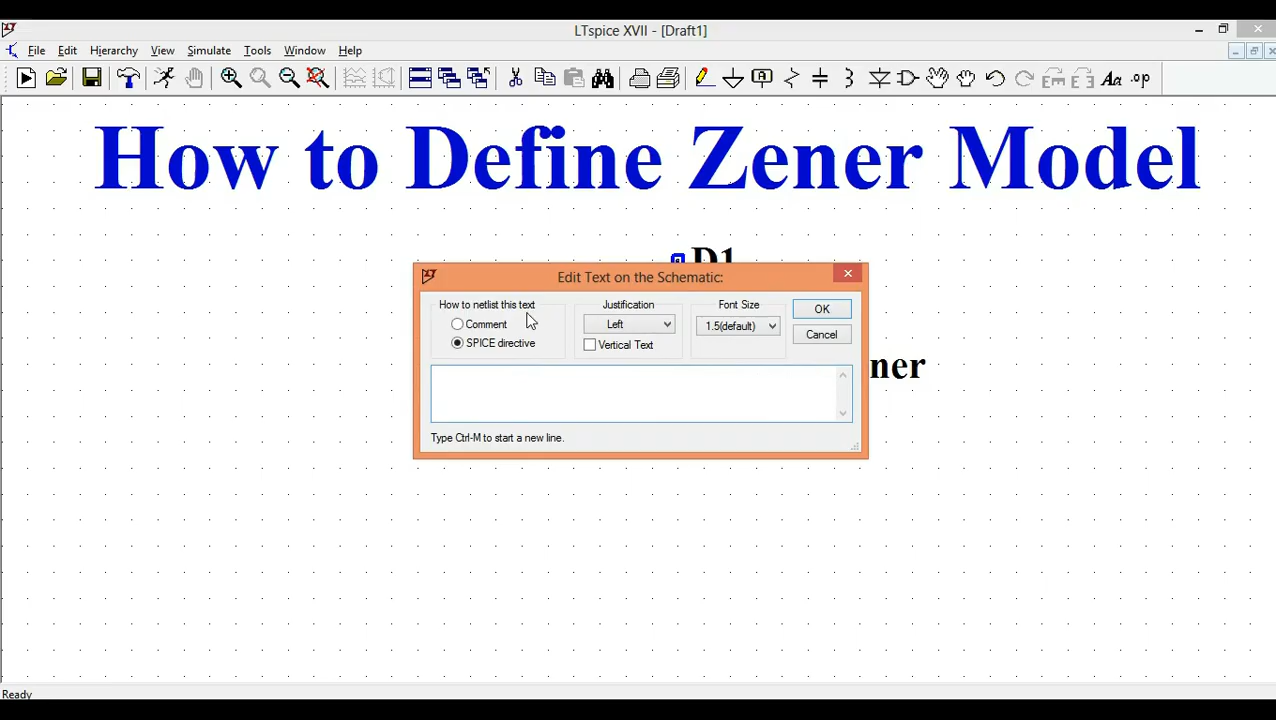 LTspice XVII - [Draft1]
File Edit Hierarchy View Simulate Tools Window Help
A Aa .op
How to Define Zener Model
D1
Edit Text on the Schematic:
How to netlist this text
Justification
Font Size
OK
Comment
Left
1.5(default)
SPICE directive
Vertical Text
Cancel
ner
Type Ctrl-M to start a new line.
Ready